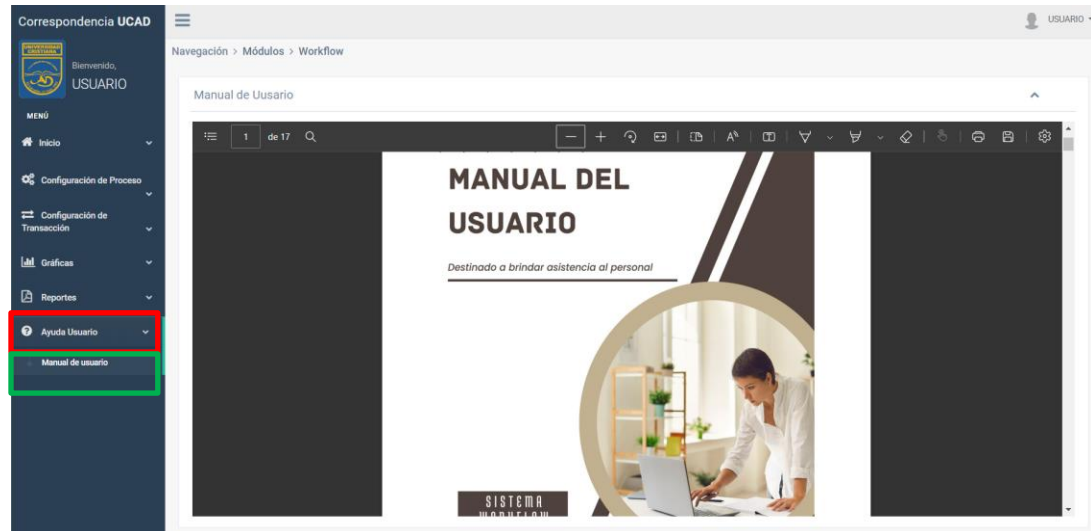 Correspondencia UCAD
USUARIO
Bienvenido,
USUARIO
Navegación > Módulos > Workflow
MENÚ
Inicio
Configuración de Proceso
Configuración de
Transacción
Gráficas
Reportes
Ayuda Usuario
Manual de usuario
Manual de Uusario
1 de 17
MANUAL DEL
USUARIO
Destinado a brindar asistencia al personal
SISTEMA
WORKFLOW